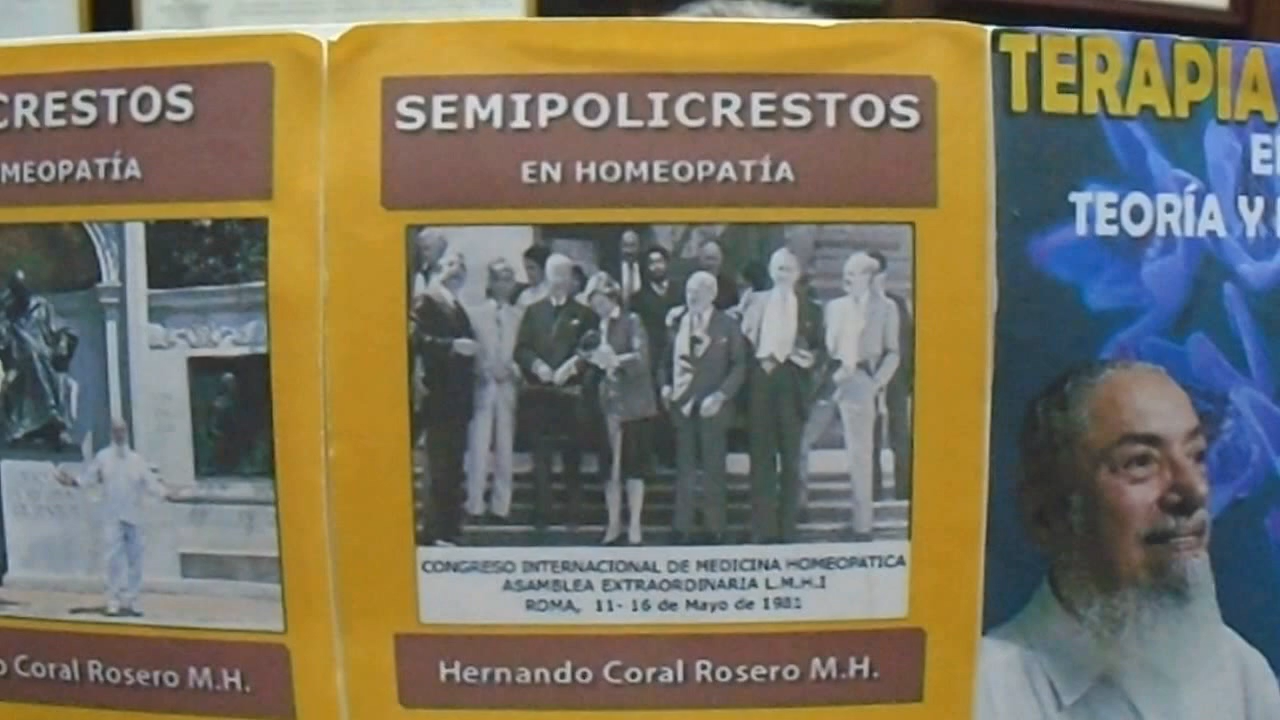 CRESTOS
MEOPATÍA
o Coral Rosero M.H.
SEMIPOLICRESTOS
EN HOMEOPATÍA
CONGRESO INTERNACIONAL DE MEDICINA HOMEOPATICA
ASAMBLEA EXTRAORDINARIA L.M.H.I
ROMA, 11- 16 de Mayo de 1981
Hernando Coral Rosero M.H.
TERAPIA
TEORÍA Y